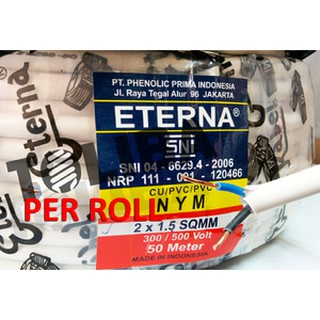 PT. PHENOLIC PRIMA INDONESIA
Jl. Raya Tegal Alur 96 JAKARTA
ETERNA®
SNI
SNI 04 - 6629.4 - 2006
NRP 111 - 021 - 120466
CU/PVC/PVC
NYM
PER ROLL
2 x 1.5 SQMM
300 / 500 Volt
50 Meter
MADE IN INDONESIA
Eterna